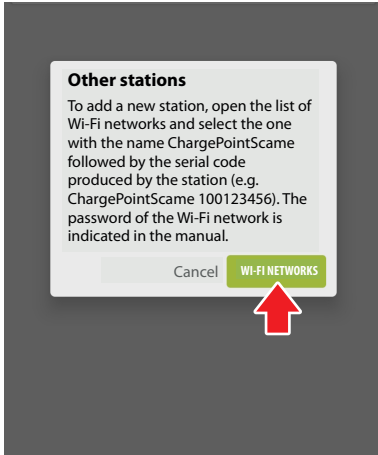 Other stations
To add a new station, open the list of
Wi-Fi networks and select the one
with the name ChargePointScame
followed by the serial code
produced by the station (e.g.
ChargePointScame 100123456). The
password of the Wi-Fi network is
indicated in the manual.
Cancel WI-FI NETWORKS